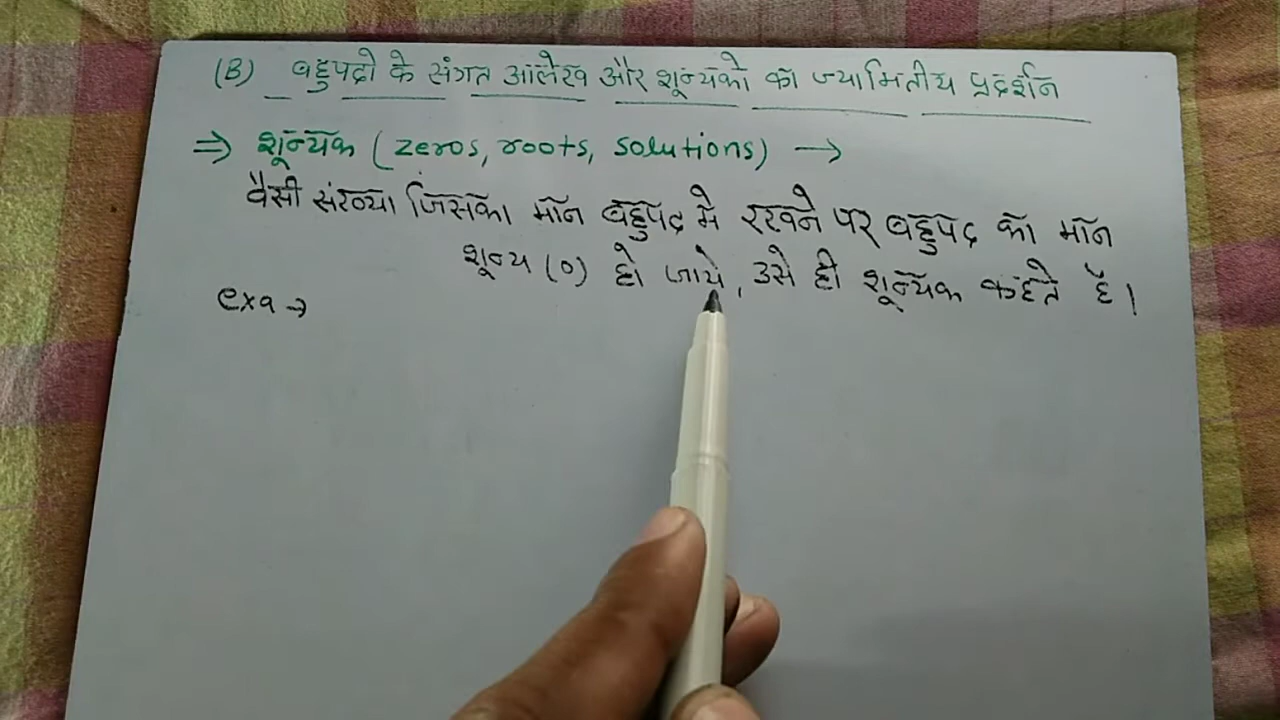 (B) बहुपदो के संगत आलेख और शून्यको का ज्यामितीय प्रदर्शन
⇒ शून्यक (zeros, roots, solutions) →
वैसी संख्या जिसका मॉन बहुपद मे रखने पर बहुपद का मॉन
शून्य (0) हो जाये, उसे ही शून्यक कहते है।
exa →